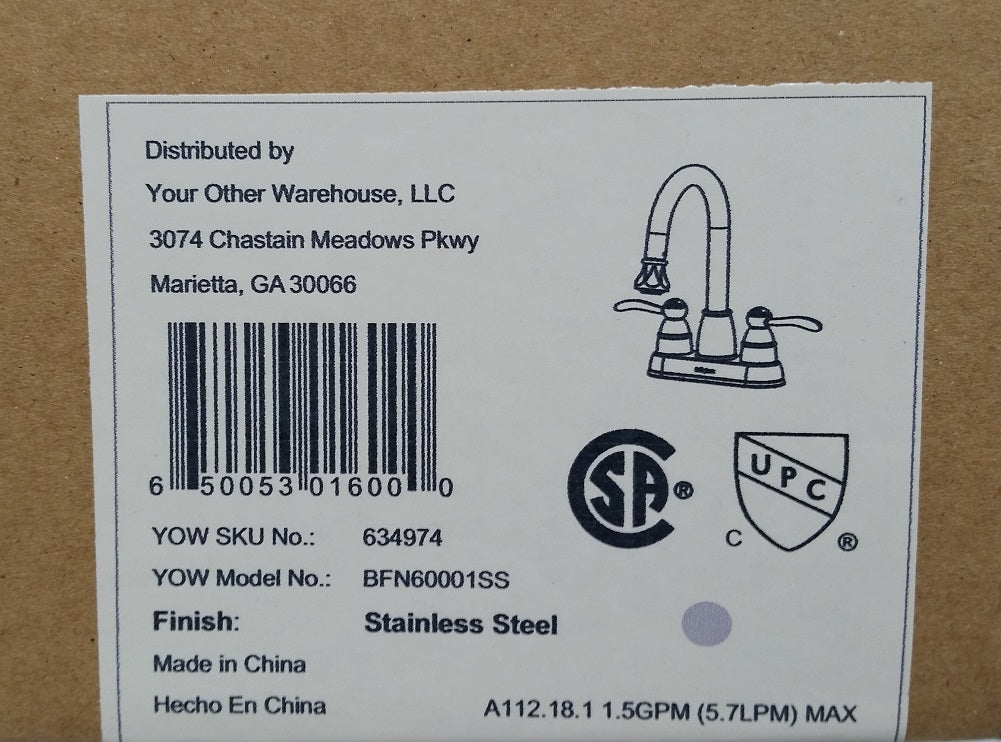 Distributed by
Your Other Warehouse, LLC
3074 Chastain Meadows Pkwy
Marietta, GA 30066
6 50053 01600 0
CSA®
UPC
C ®
YOW SKU No.: 634974
YOW Model No.: BFN60001SS
Finish: Stainless Steel
Made in China
Hecho En China
A112.18.1 1.5GPM (5.7LPM) MAX